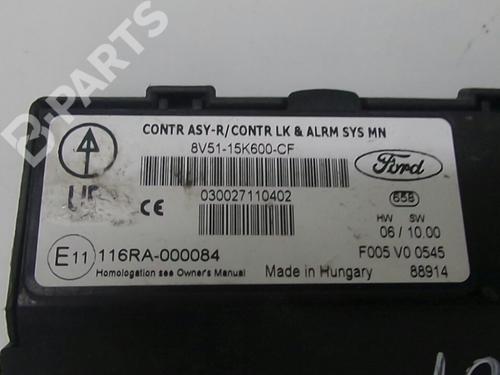 B-PARTS
CONTR ASY-R/CONTR LK & ALRM SYS MN
8V51-15K600-CF
Ford
030027110402
CE
658
HW SW
06 / 10.00
E11 116RA-000084
F005 V0 0545
Homologation see Owner's Manual
Made in Hungary
88914